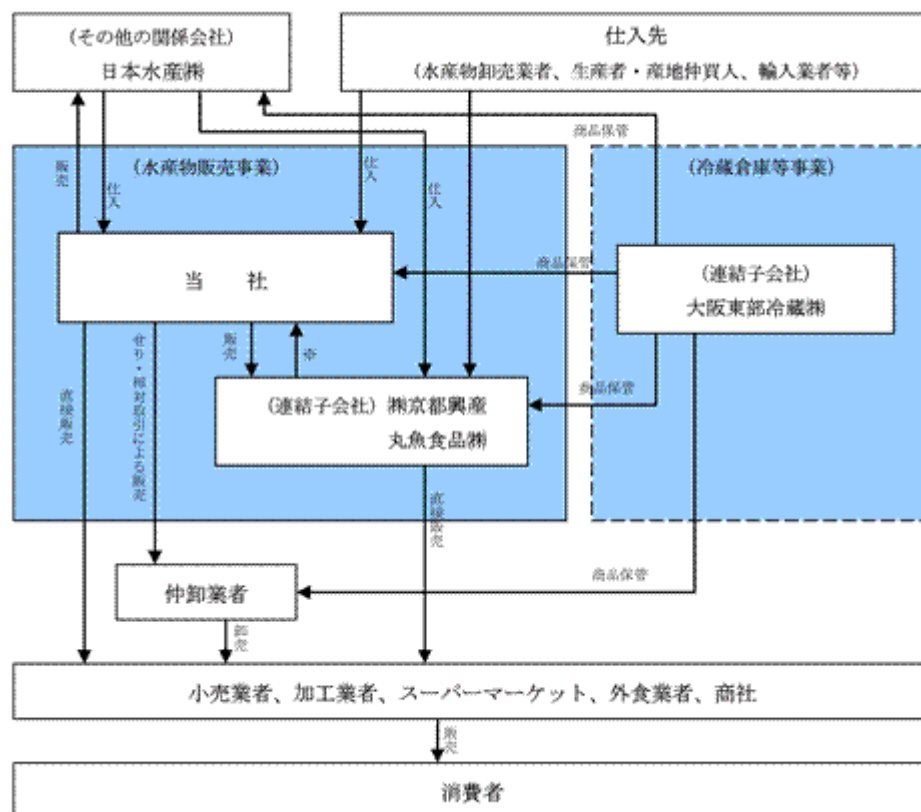 (その他の関係会社)
日本水産㈱
仕入先
(水産物卸売業者、生産者・産地仲買人、輸入業者等)
商品保管
(水産物販売事業)
(冷蔵倉庫等事業)
販売
仕入
仕入
仕入
当 社
商品保管
(連結子会社)
大阪東部冷蔵㈱
せり・相対取引による販売
販売
直接販売
(連結子会社) ㈱京都興産
丸魚食品㈱
商品保管
直接販売
仲卸業者
商品保管
卸売
小売業者、加工業者、スーパーマーケット、外食業者、商社
販売
消費者